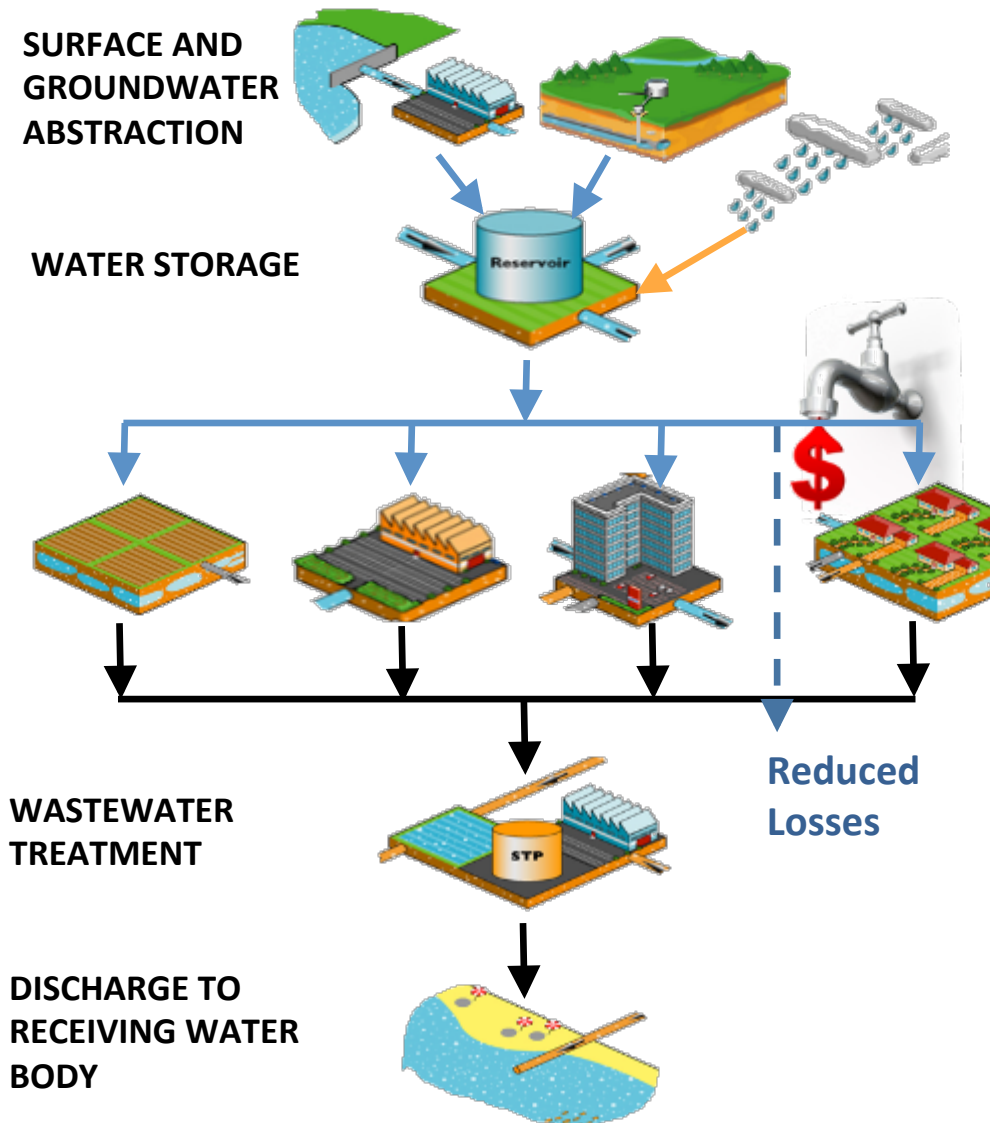 SURFACE AND
GROUNDWATER
ABSTRACTION
WATER STORAGE
Reservoir
$
Reduced
Losses
WASTEWATER
TREATMENT
STP
DISCHARGE TO
RECEIVING WATER
BODY